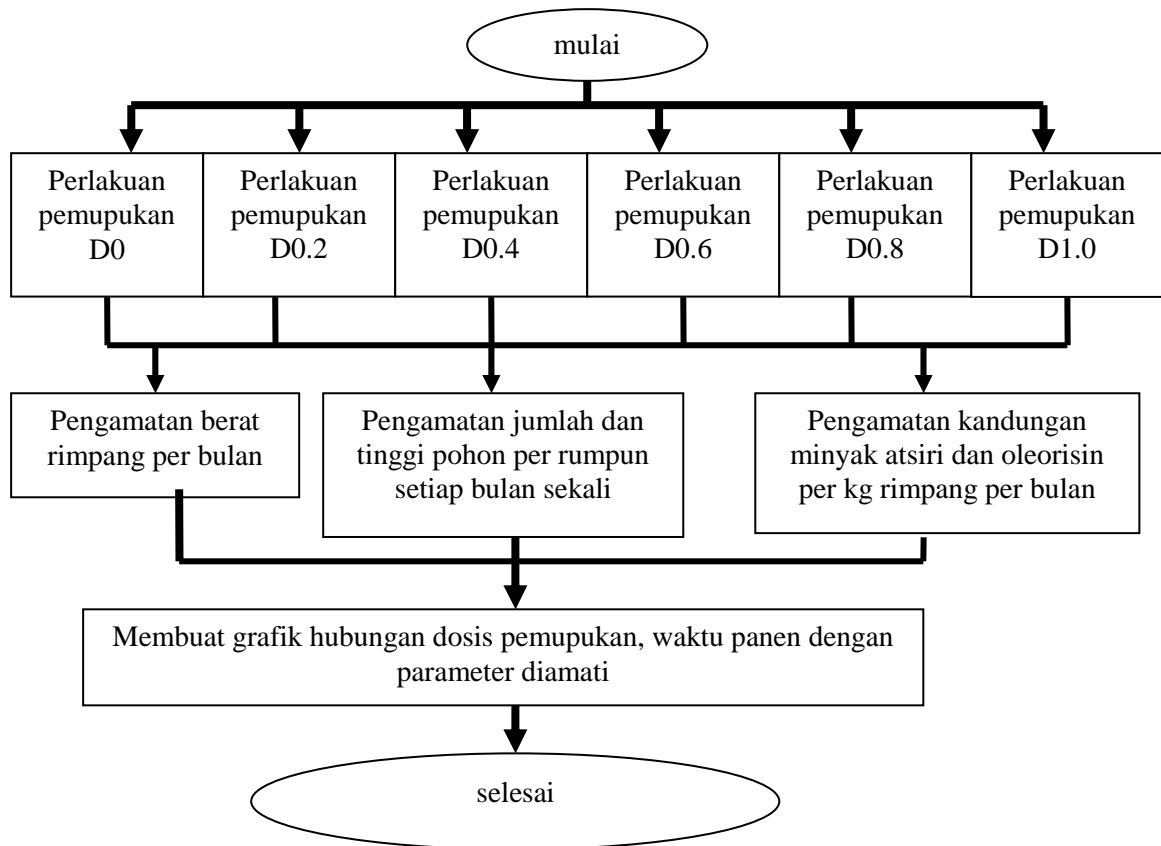 mulai
Perlakuan
pemupukan
D0
Perlakuan
pemupukan
D0.2
Perlakuan
pemupukan
D0.4
Perlakuan
pemupukan
D0.6
Perlakuan
pemupukan
D0.8
Perlakuan
pemupukan
D1.0
Pengamatan berat
rimpang per bulan
Pengamatan jumlah dan
tinggi pohon per rumpun
setiap bulan sekali
Pengamatan kandungan
minyak atsiri dan oleorisin
per kg rimpang per bulan
Membuat grafik hubungan dosis pemupukan, waktu panen dengan
parameter diamati
selesai